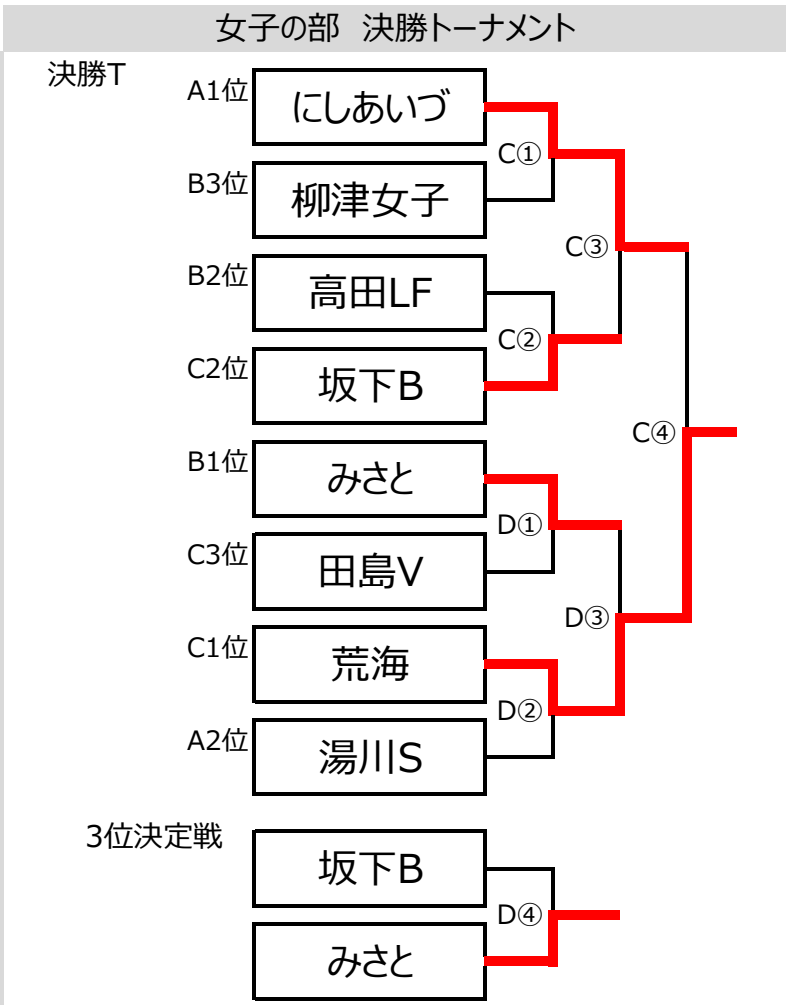 女子の部 決勝トーナメント
決勝T
A1位
にしあいづ
C①
B3位
柳津女子
C③
B2位
高田LF
C②
C2位
坂下B
C④
B1位
みさと
D①
C3位
田島V
D③
C1位
荒海
D②
A2位
湯川S
3位決定戦
坂下B
D④
みさと